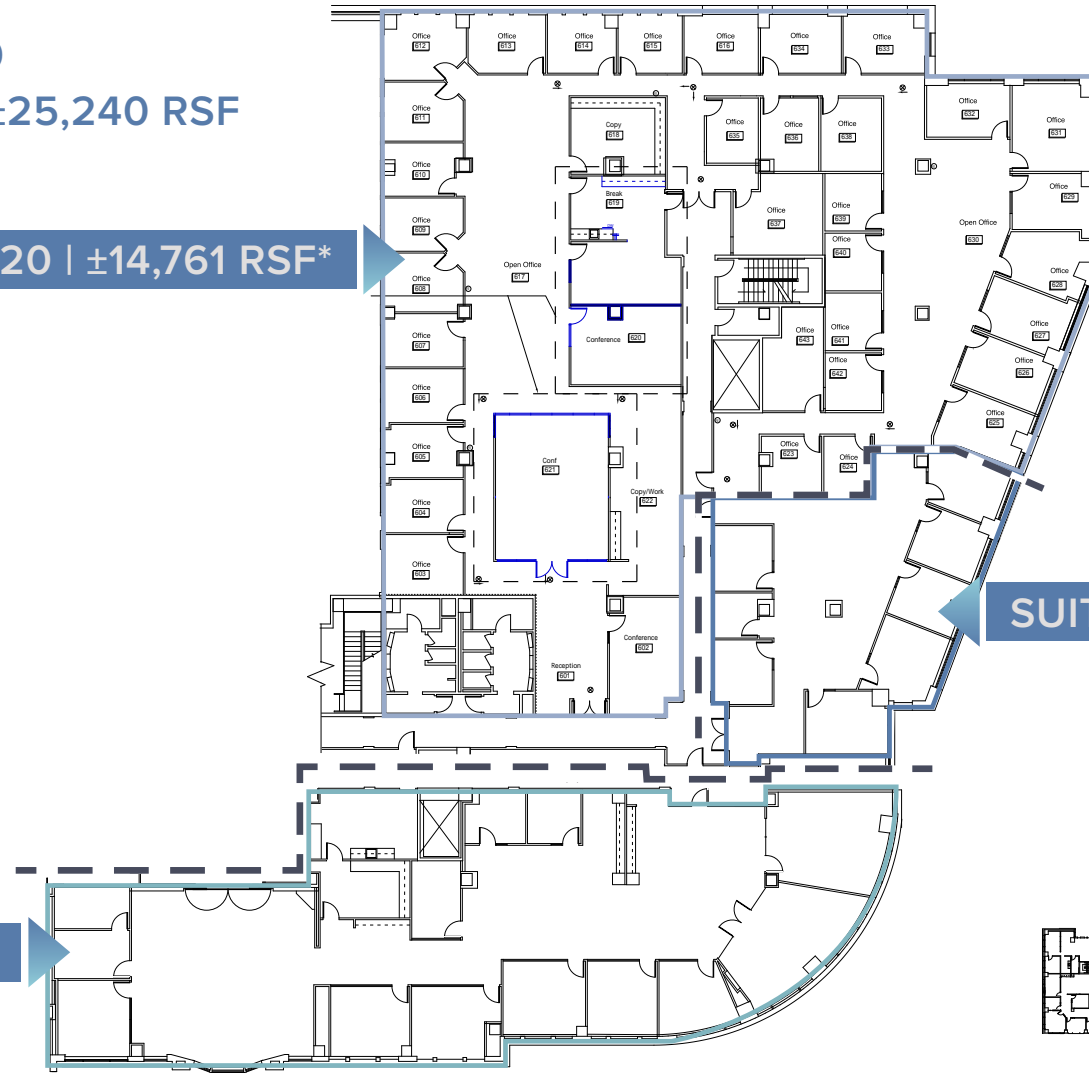 ±25,240 RSF
20 | ±14,761 RSF*
SUIT
Office
612
Office
613
Office
614
Office
615
Office
616
Office
634
Office
633
Office
611
Copy
618
Office
635
Office
636
Office
638
Office
632
Office
631
Office
610
Break
619
Office
637
Office
639
Office
629
Office
609
Open Office
630
Office
640
Open Office
617
Office
608
Office
628
Office
607
Conference
620
Office
643
Office
641
Office
627
Office
642
Office
626
Office
606
Office
625
Office
605
Office
623
Office
624
Conf
621
Office
604
Copy/Work
622
Office
603
Conference
602
Reception
601